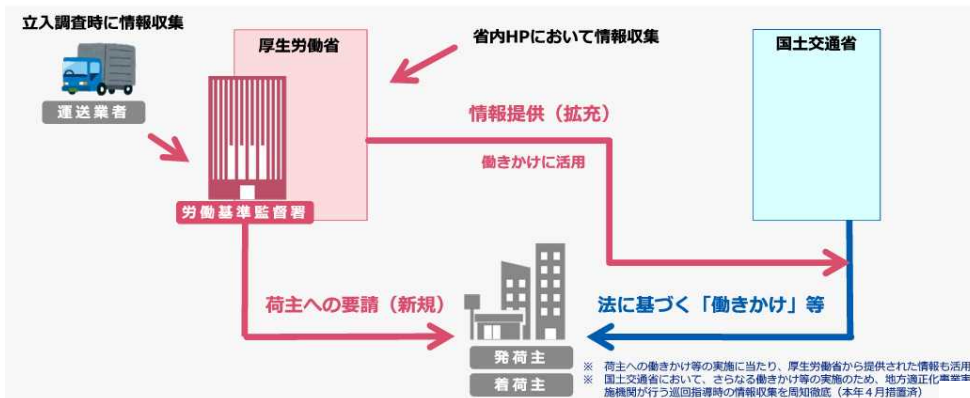 立入調査時に情報収集
運送業者
厚生労働省
省内HPにおいて情報収集
国土交通省
情報提供（拡充）
働きかけに活用
労働基準監督署
荷主への要請（新規）
法に基づく「働きかけ」等
発荷主
着荷主
※ 荷主への働きかけ等の実施に当たり、厚生労働省から提供された情報も活用
※ 国土交通省において、さらなる働きかけ等の実施のため、地方適正化事業実
施機関が行う巡回指導時の情報収集を周知徹底（本年４月措置済）